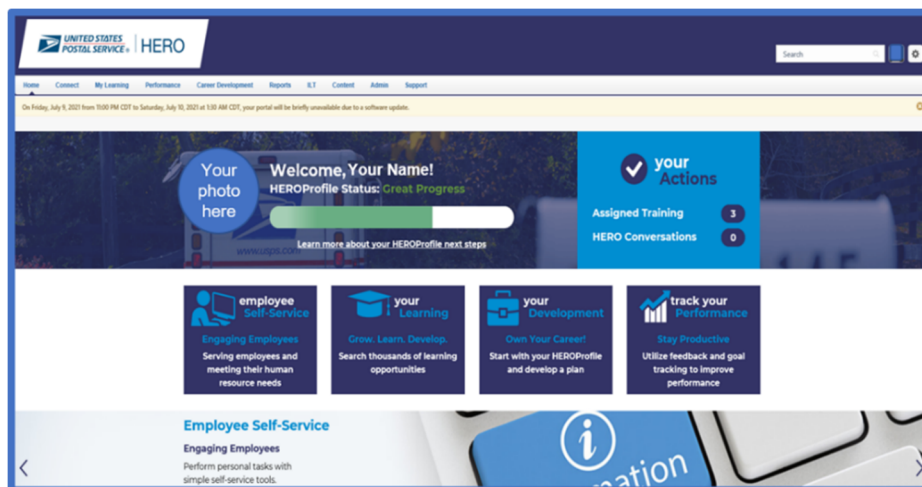 UNITED STATES
POSTAL SERVICE®
HERO
Search
Home Connect My Learning Performance Career Development Reports ILT Content Admin Support
On Friday, July 9, 2021 from 11:00 PM CDT to Saturday, July 10, 2021 at 1:30 AM CDT, your portal will be briefly unavailable due to a software update.
Your
photo
here
Welcome, Your Name!
HEROProfile Status: Great Progress
Learn more about your HEROProfile next steps
www.usps.com
your
Actions
Assigned Training 3
HERO Conversations 0
employee
Self-Service
Engaging Employees
Serving employees and
meeting their human
resource needs
your
Learning
Grow. Learn. Develop.
Search thousands of learning
opportunities
your
Development
Own Your Career!
Start with your HEROProfile
and develop a plan
track your
Performance
Stay Productive
Utilize feedback and goal
tracking to improve
performance
Employee Self-Service
Engaging Employees
Perform personal tasks with
simple self-service tools.
mation